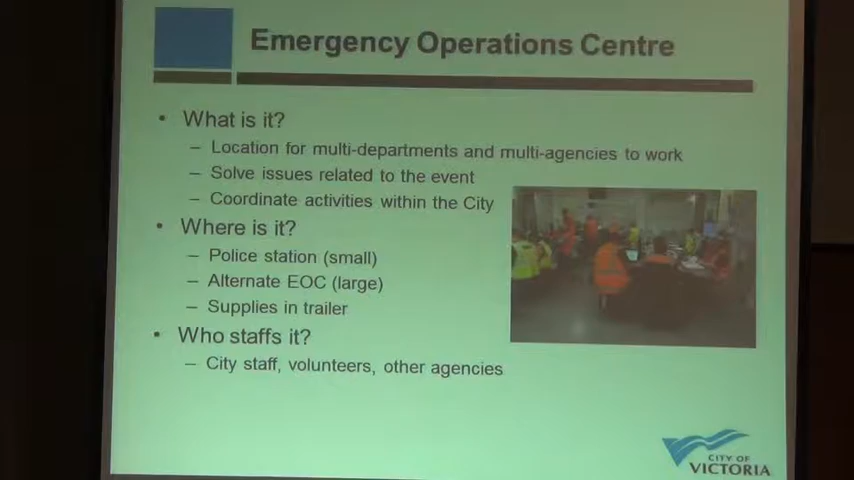 Emergency Operations Centre
• What is it?
– Location for multi-departments and multi-agencies to work
– Solve issues related to the event
– Coordinate activities within the City
• Where is it?
– Police station (small)
– Alternate EOC (large)
– Supplies in trailer
• Who staffs it?
– City staff, volunteers, other agencies
CITY OF
VICTORIA